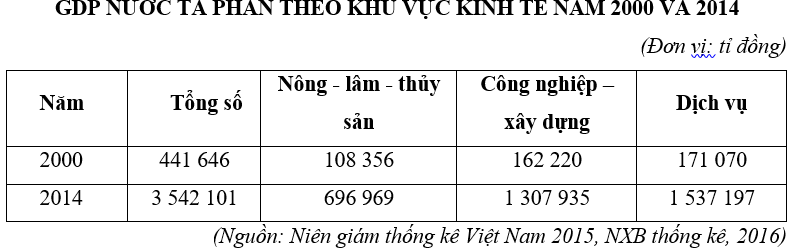 GDP NƯỚC TA PHÂN THEO KHU VỰC KINH TẾ NĂM 2000 VÀ 2014
(Đơn vị: tỉ đồng)
Năm Tổng số Nông - lâm - thủy sản Công nghiệp – xây dựng Dịch vụ
2000 441 646 108 356 162 220 171 070
2014 3 542 101 696 969 1 307 935 1 537 197
(Nguồn: Niên giám thống kê Việt Nam 2015, NXB thống kê, 2016)